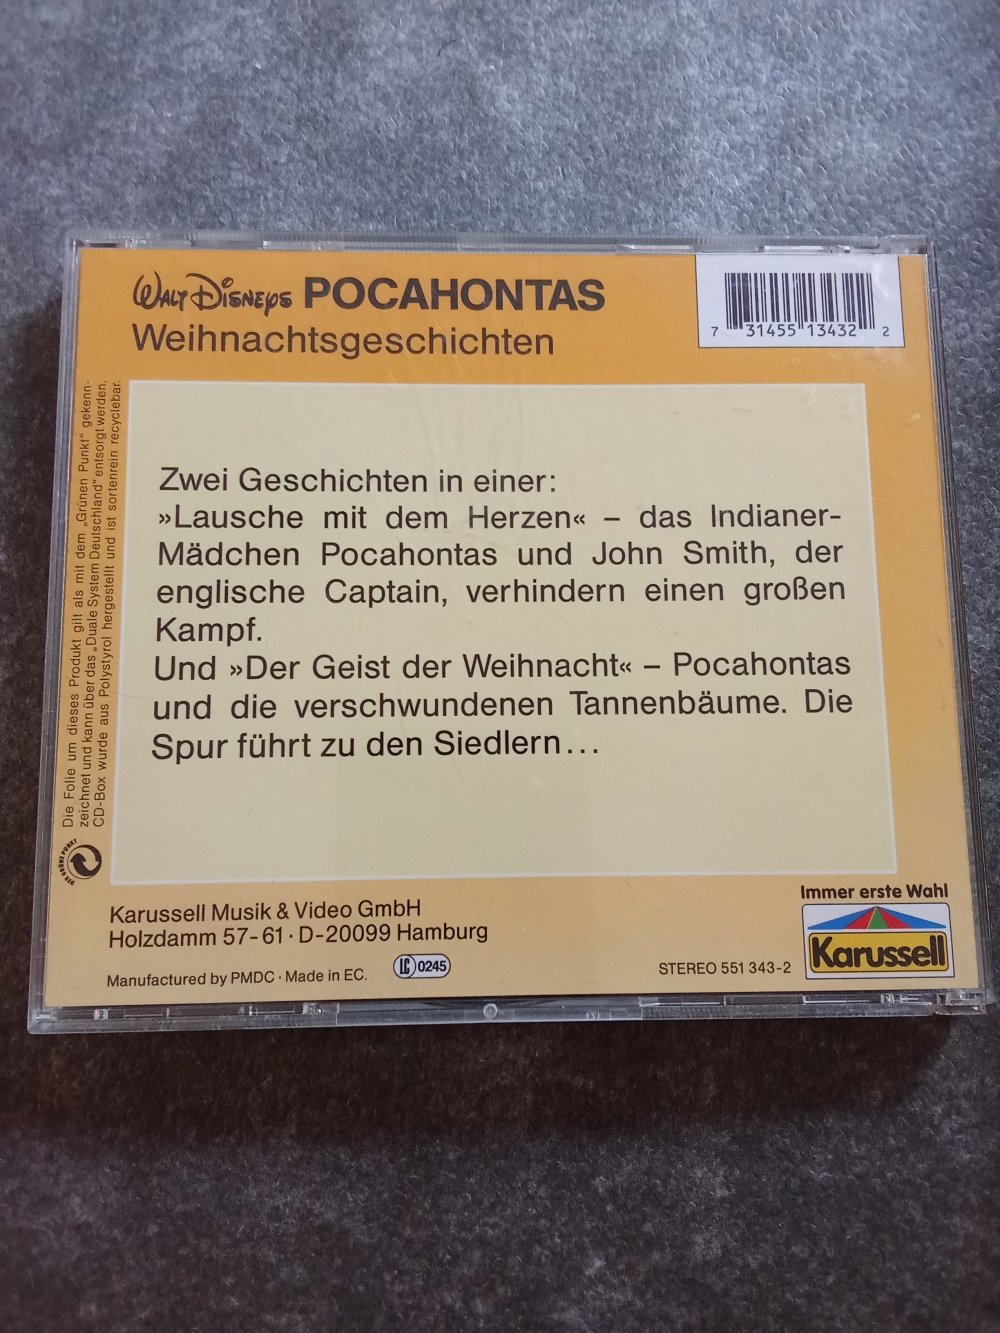 Walt Disneys POCAHONTAS
Weihnachtsgeschichten
7 31455 13432 2
Die Folie um dieses Produkt gilt als mit dem „Grünen Punkt" gekenn-
zeichnet und kann über das „Duale System Deutschland" entsorgt werden.
CD-Box wurde aus Polystyrol hergestellt und ist sortenrein recyclebar.
DER GRÜNE PUNKT
Zwei Geschichten in einer:
»Lausche mit dem Herzen« – das Indianer-
Mädchen Pocahontas und John Smith, der
englische Captain, verhindern einen großen
Kampf.
Und »Der Geist der Weihnacht« – Pocahontas
und die verschwundenen Tannenbäume. Die
Spur führt zu den Siedlern...
Karussell Musik & Video GmbH
Holzdamm 57-61 · D-20099 Hamburg
Manufactured by PMDC · Made in EC.
LC 0245
STEREO 551 343-2
Immer erste Wahl
Karussell